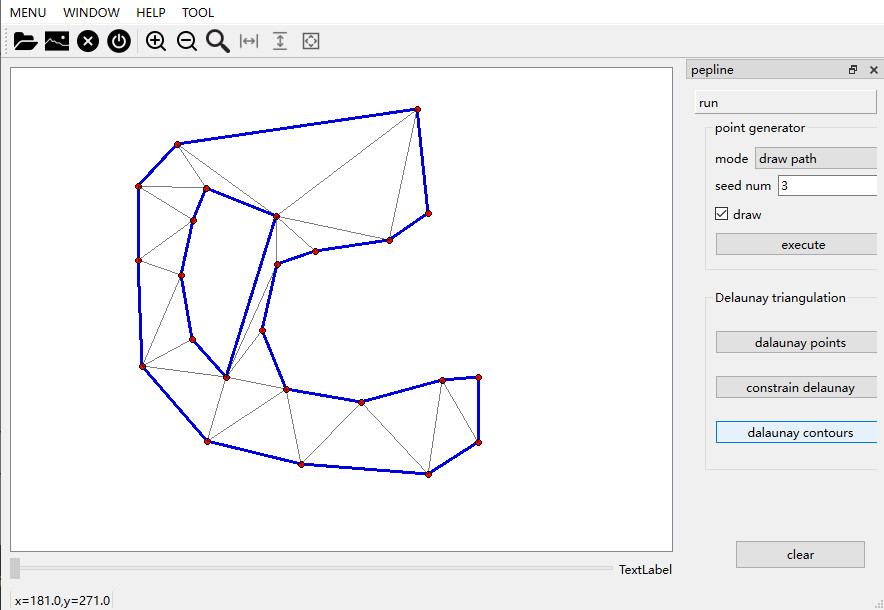 MENU WINDOW HELP TOOL
pepline
run
point generator
mode draw path
seed num 3
draw
execute
Delaunay triangulation
dalaunay points
constrain delaunay
dalaunay contours
clear
TextLabel
x=181.0,y=271.0